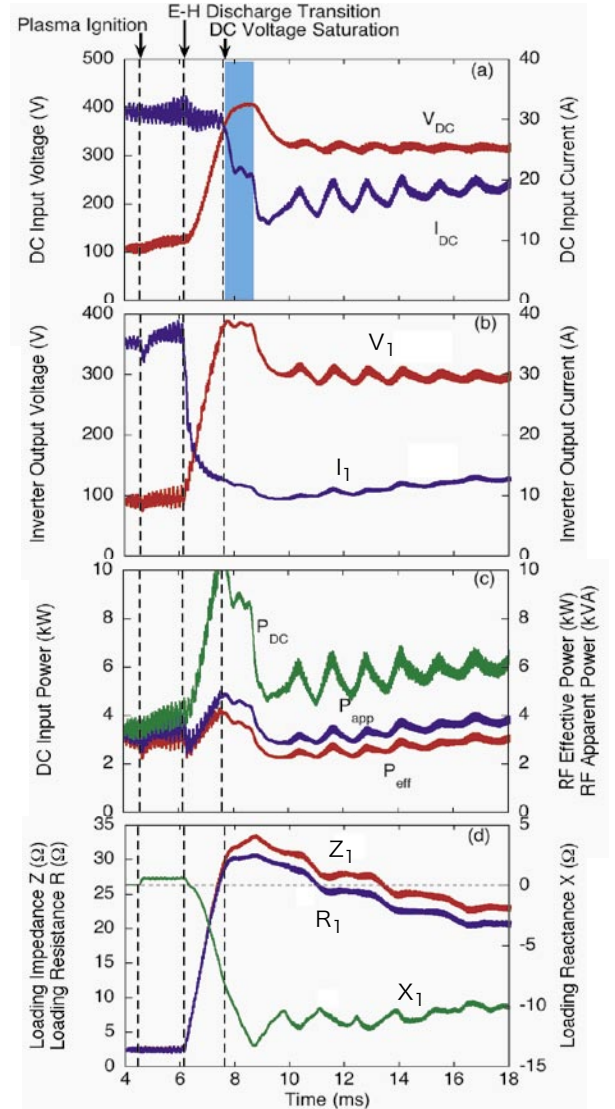 E-H Discharge Transition
Plasma Ignition
DC Voltage Saturation
500
400
300
200
100
0
DC Input Voltage (V)
(a)
V_DC
I_DC
40
30
20
10
0
DC Input Current (A)
400
300
200
100
0
Inverter Output Voltage (V)
(b)
V_1
I_1
40
30
20
10
0
Inverter Output Current (A)
10
8
6
4
2
0
DC Input Power (kW)
(c)
P_DC
P_app
P_eff
10
8
6
4
2
0
RF Effective Power (kW)
RF Apparent Power (kVA)
35
30
25
20
15
10
5
0
Loading Impedance Z (Ω)
Loading Resistance R (Ω)
(d)
Z_1
R_1
X_1
5
0
-5
-10
-15
Loading Reactance X (Ω)
4 6 8 10 12 14 16 18
Time (ms)